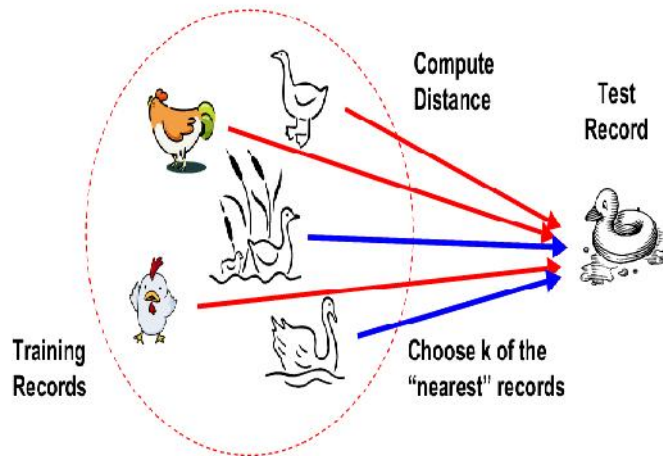 Compute
Distance
Test
Record
Training
Records
Choose k of the
“nearest” records